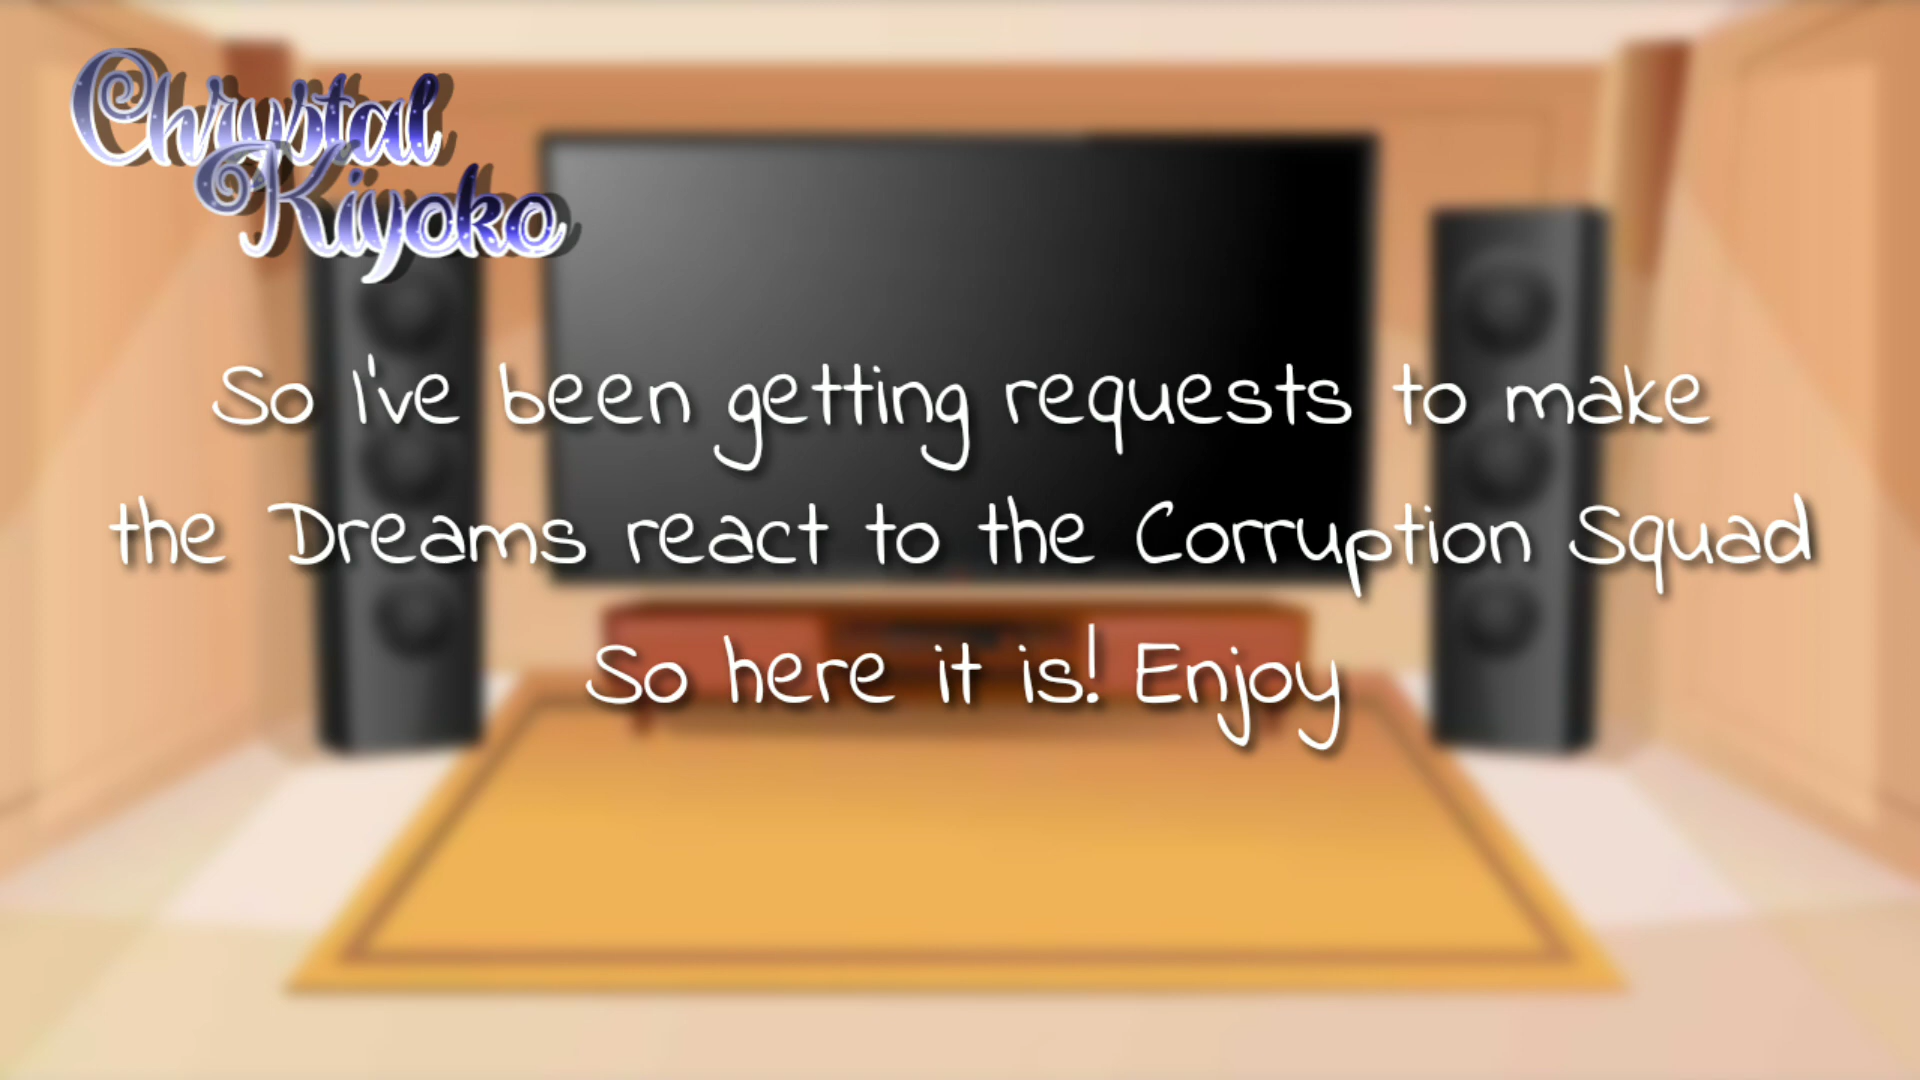 Chrystal
Kiyoko
So I've been getting requests to make
the Dreams react to the Corruption Squad
So here it is! Enjoy